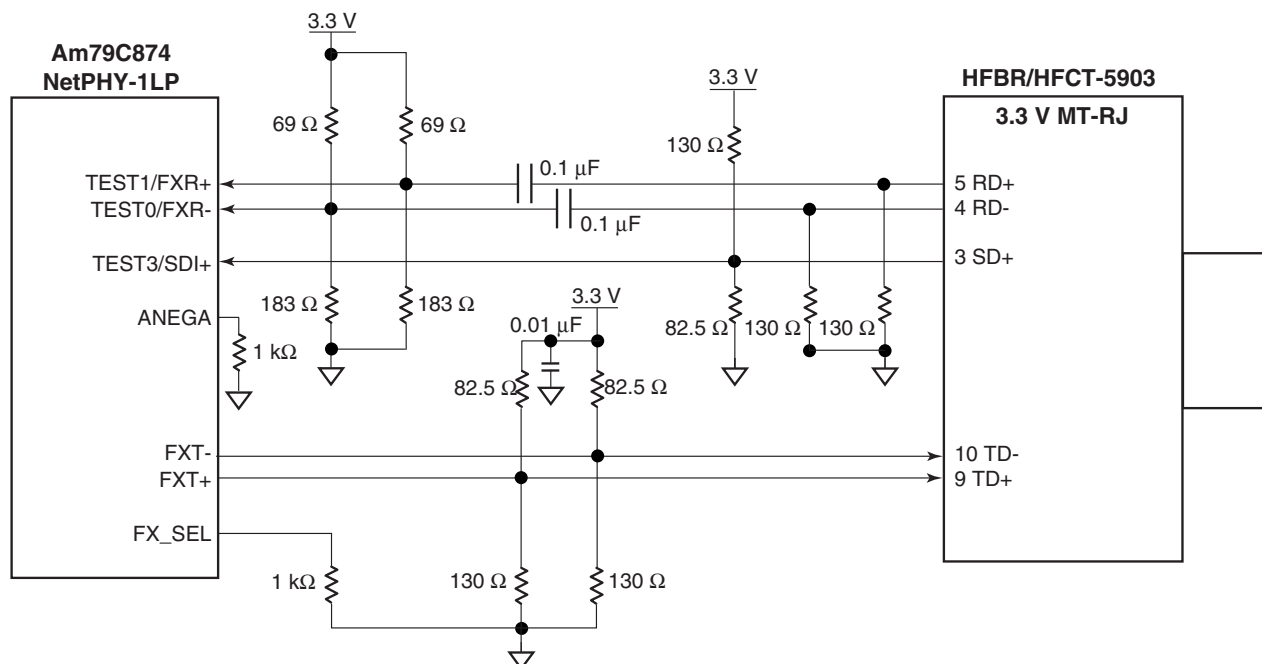 3.3 V
Am79C874
NetPHY-1LP
3.3 V
HFBR/HFCT-5903
3.3 V MT-RJ
69 Ω
69 Ω
130 Ω
TEST1/FXR+
0.1 μF
5 RD+
TEST0/FXR-
0.1 μF
4 RD-
TEST3/SDI+
3 SD+
183 Ω
183 Ω
3.3 V
ANEGA
0.01 μF
82.5 Ω
130 Ω
130 Ω
1 kΩ
82.5 Ω
82.5 Ω
FXT-
10 TD-
FXT+
9 TD+
FX_SEL
1 kΩ
130 Ω
130 Ω